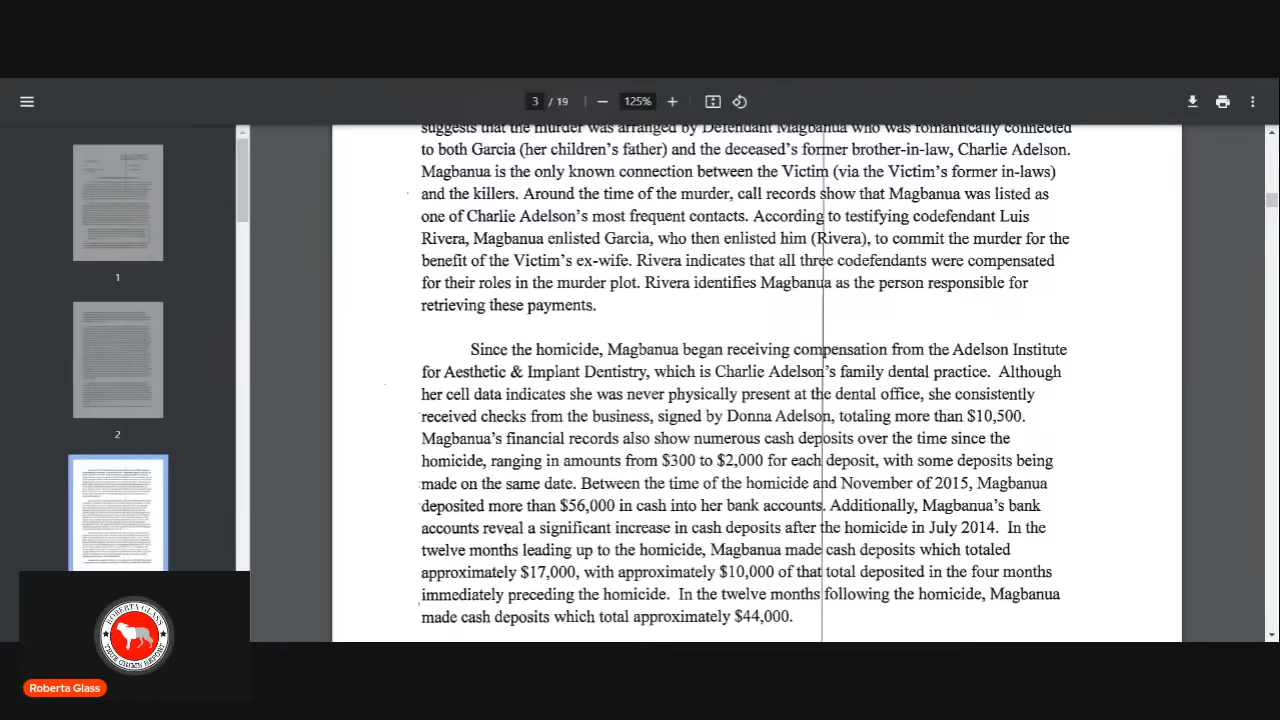 3 / 19
125%
suggests that the murder was arranged by Defendant Magbanua who was romantically connected
to both Garcia (her children's father) and the deceased's former brother-in-law, Charlie Adelson.
Magbanua is the only known connection between the Victim (via the Victim's former in-laws)
and the killers. Around the time of the murder, call records show that Magbanua was listed as
one of Charlie Adelson's most frequent contacts. According to testifying codefendant Luis
Rivera, Magbanua enlisted Garcia, who then enlisted him (Rivera), to commit the murder for the
benefit of the Victim's ex-wife. Rivera indicates that all three codefendants were compensated
for their roles in the murder plot. Rivera identifies Magbanua as the person responsible for
retrieving these payments.
Since the homicide, Magbanua began receiving compensation from the Adelson Institute
for Aesthetic & Implant Dentistry, which is Charlie Adelson's family dental practice. Although
her cell data indicates she was never physically present at the dental office, she consistently
received checks from the business, signed by Donna Adelson, totaling more than $10,500.
Magbanua's financial records also show numerous cash deposits over the time since the
homicide, ranging in amounts from $300 to $2,000 for each deposit, with some deposits being
made on the same date. Between the time of the homicide and November of 2015, Magbanua
deposited more than $56,000 in cash into her bank accounts. Additionally, Magbanua's bank
accounts reveal a significant increase in cash deposits after the homicide in July 2014. In the
twelve months leading up to the homicide, Magbanua made cash deposits which totaled
approximately $17,000, with approximately $10,000 of that total deposited in the four months
immediately preceding the homicide. In the twelve months following the homicide, Magbanua
made cash deposits which total approximately $44,000.
1
2
ROBERTA GLASS
TRUE CRIME REPORT
Roberta Glass